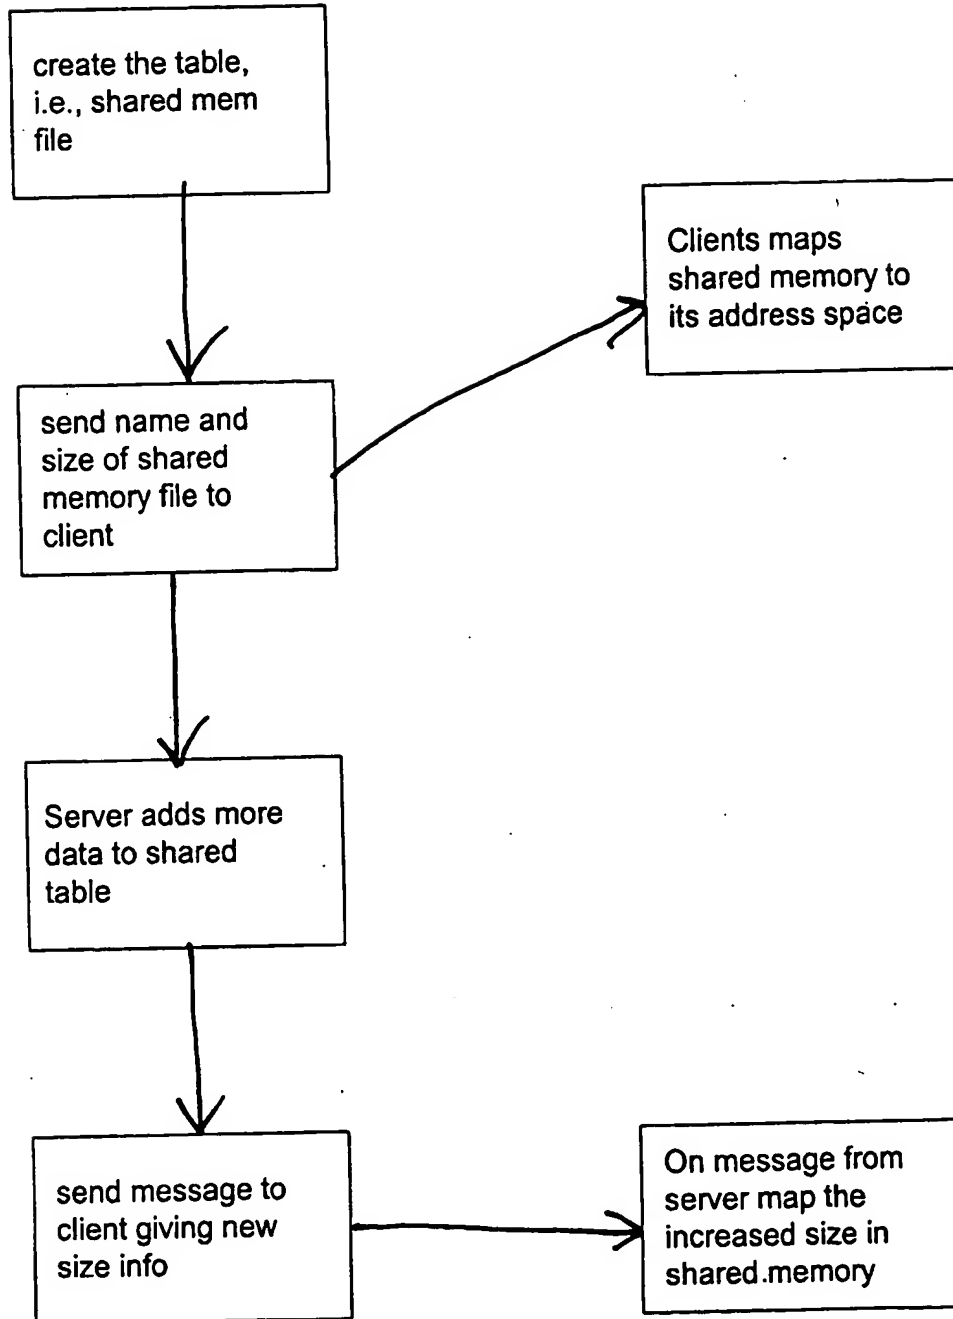 create the table,
i.e., shared mem
file
Clients maps
shared memory to
its address space
send name and
size of shared
memory file to
client
Server adds more
data to shared
table
send message to
client giving new
size info
On message from
server map the
increased size in
shared.memory